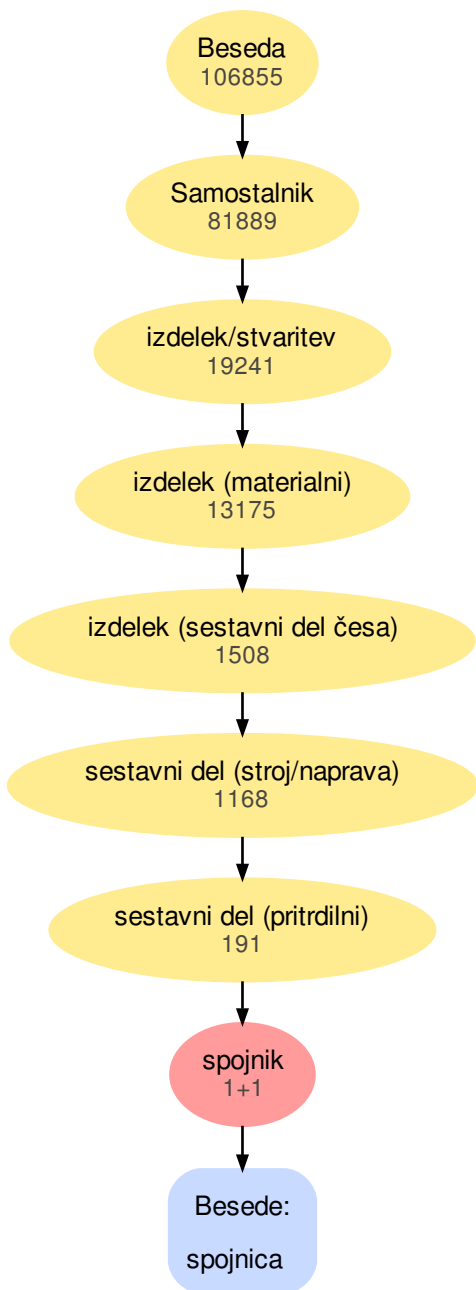 Beseda
106855
Samostalnik
81889
izdelek/stvaritev
19241
izdelek (materialni)
13175
izdelek (sestavni del česa)
1508
sestavni del (stroj/naprava)
1168
sestavni del (pritrdilni)
191
spojnik
1+1
Besede:
spojnica